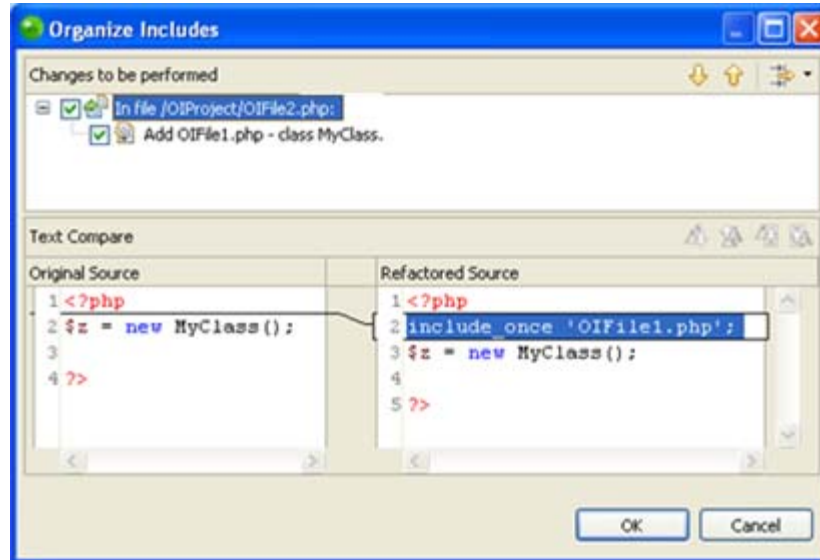 Organize Includes
Changes to be performed
In file /OIProject/OIFile2.php:
Add OIFile1.php - class MyClass.
Text Compare
Original Source
1 <?php
2 $z = new MyClass();
3
4 ?>
Refactored Source
1 <?php
2 include_once 'OIFile1.php';
3 $z = new MyClass();
4
5 ?>
OK
Cancel